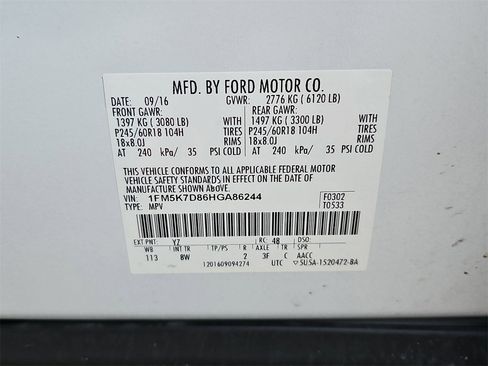 MFD. BY FORD MOTOR CO.
DATE: 09/16 GVWR: 2776 KG ( 6120 LB)
FRONT GAWR: REAR GAWR:
1397 KG ( 3080 LB) WITH 1497 KG ( 3300 LB) WITH
P245/60R18 104H TIRES P245/60R18 104H TIRES
18x8.0J RIMS 18x8.0J RIMS
AT 240 kPa/ 35 PSI COLD AT 240 kPa/ 35 PSI COLD
THIS VEHICLE CONFORMS TO ALL APPLICABLE FEDERAL MOTOR
VEHICLE SAFETY STANDARDS IN EFFECT ON THE DATE OF
MANUFACTURE SHOWN ABOVE.
VIN: 1FM5K7D86HGA86244 F0302
TYPE: MPV T0533
EXT PNT: YZ RC: 48 DSO:
WB INT TR TP/PS R AXLE TR SPR
113 8W 2 3F C AACC
1201609094274 UTC ▽SU5A-1520472-BA